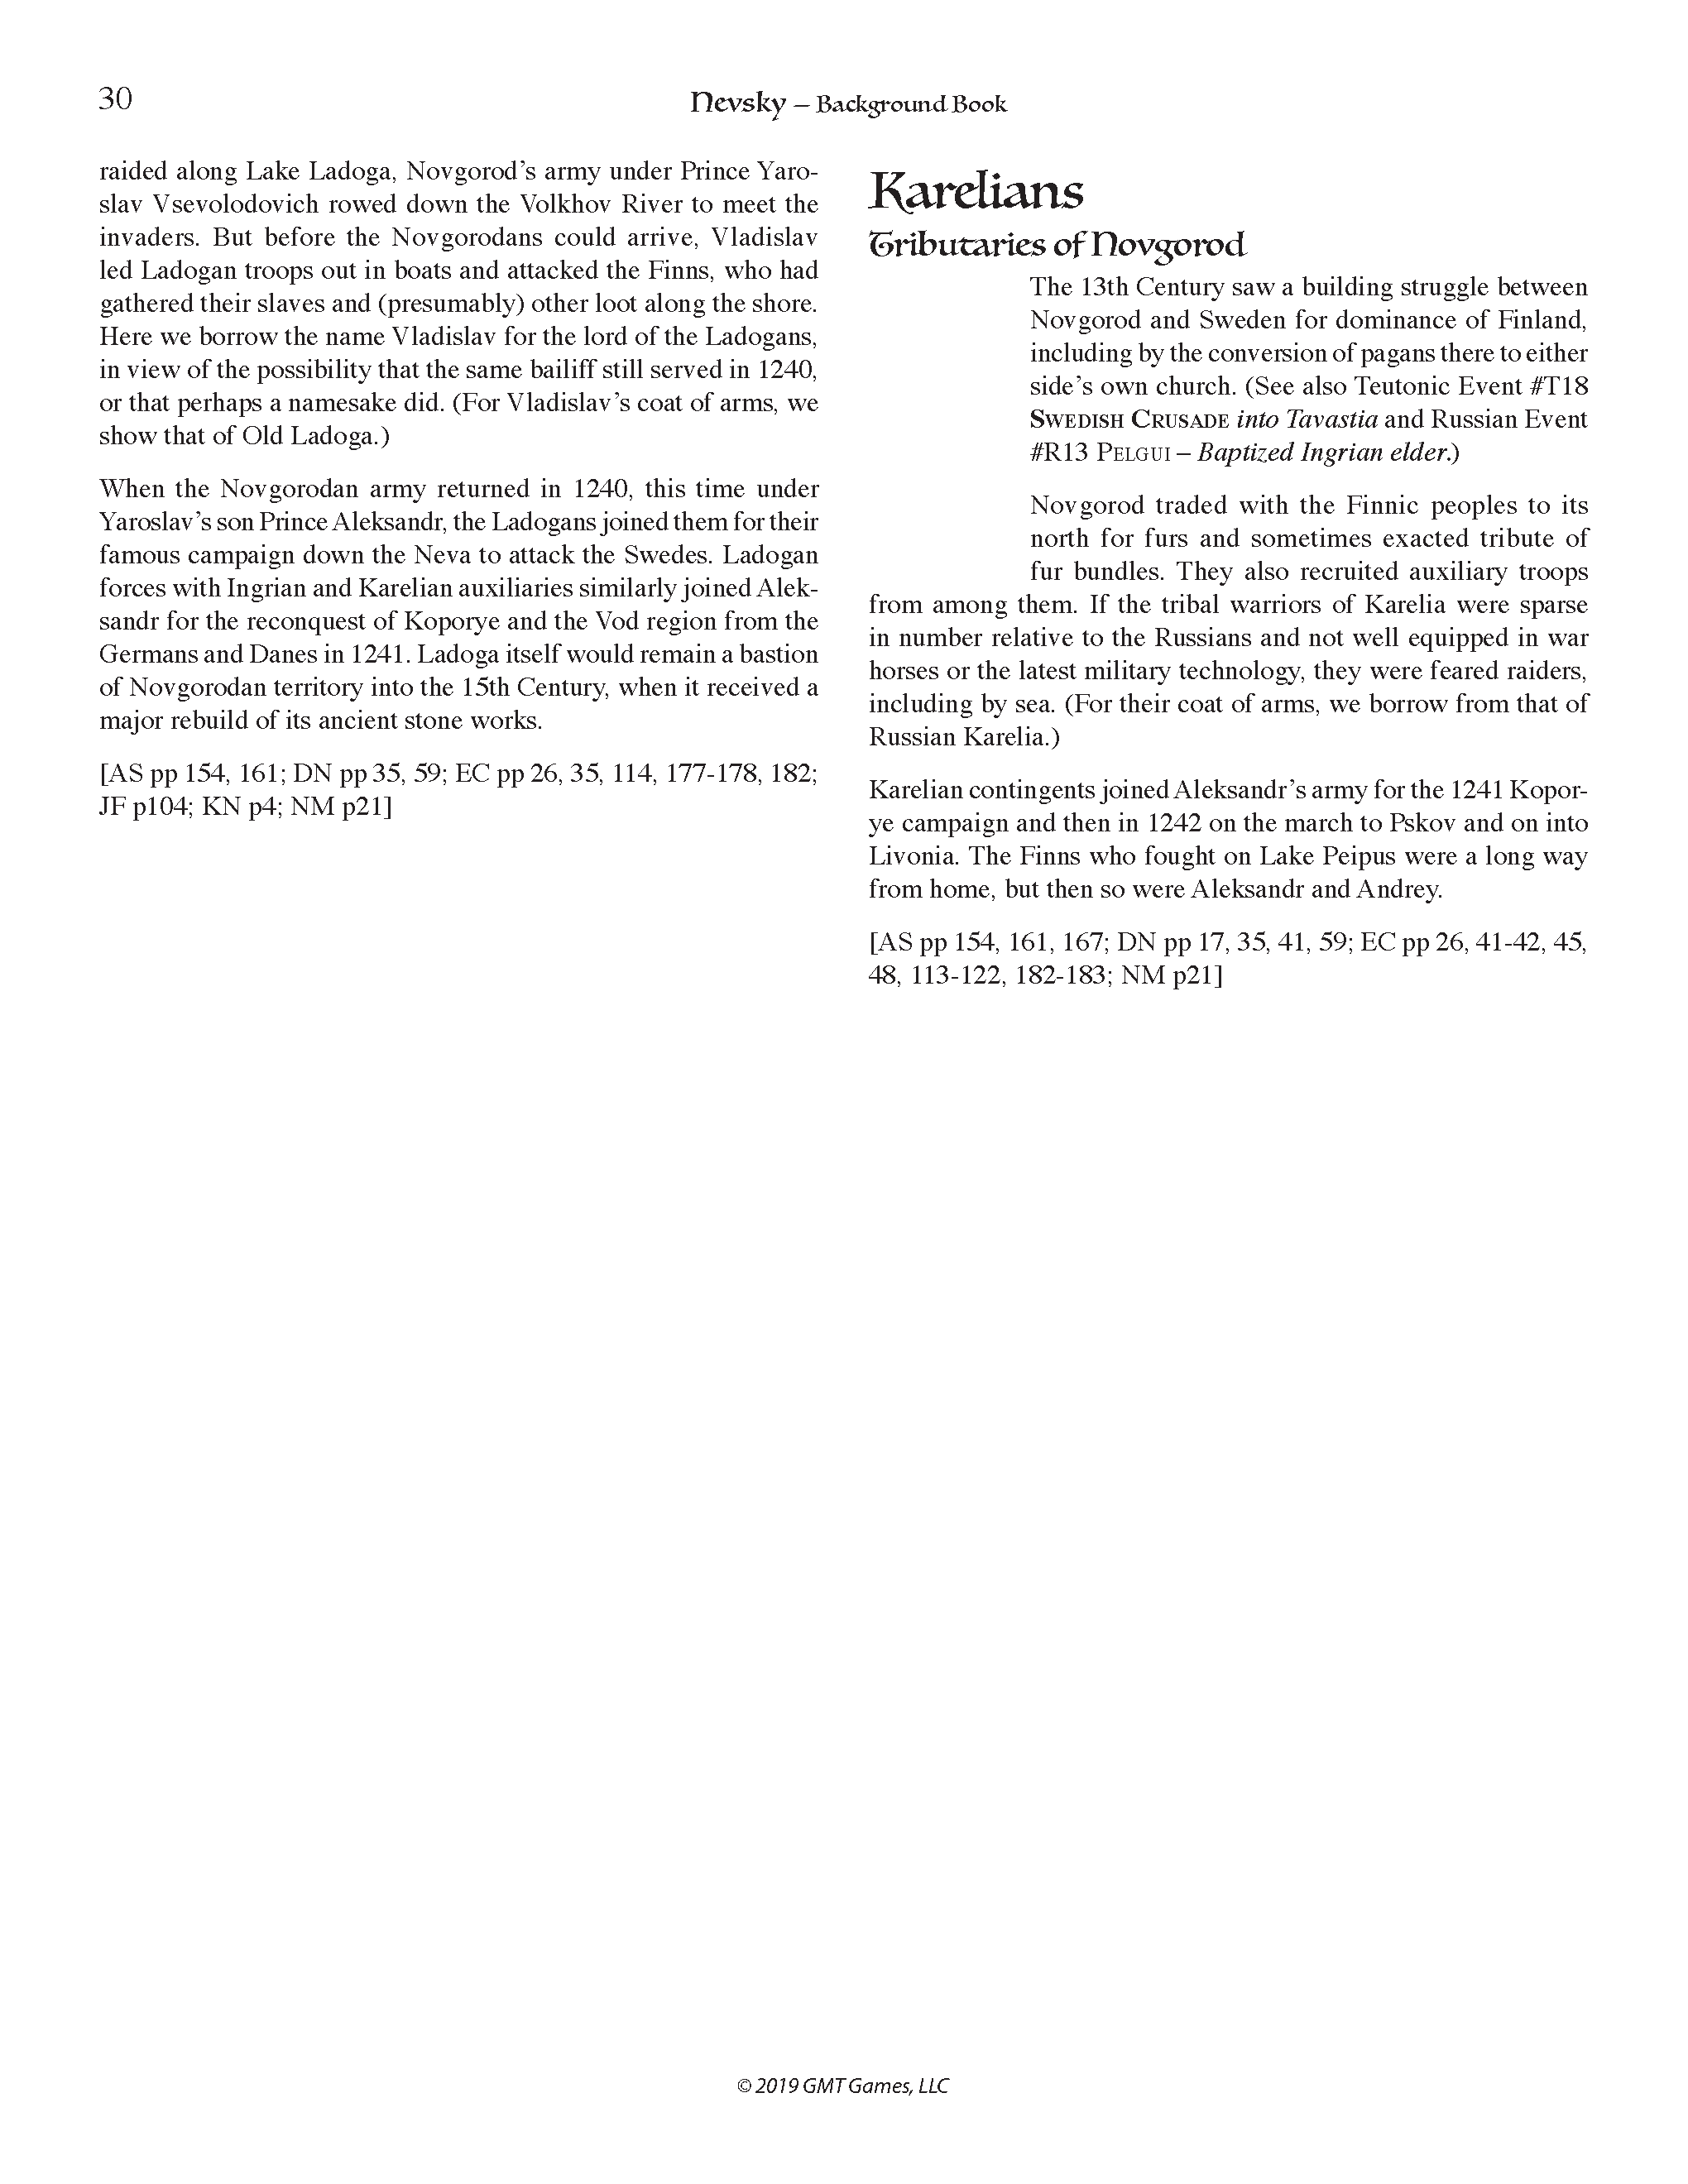 30
Nevsky – Background Book
raided along Lake Ladoga, Novgorod's army under Prince Yaro-
slav Vsevolodovich rowed down the Volkhov River to meet the
invaders. But before the Novgorodans could arrive, Vladislav
led Ladogan troops out in boats and attacked the Finns, who had
gathered their slaves and (presumably) other loot along the shore.
Here we borrow the name Vladislav for the lord of the Ladogans,
in view of the possibility that the same bailiff still served in 1240,
or that perhaps a namesake did. (For Vladislav's coat of arms, we
show that of Old Ladoga.)
When the Novgorodan army returned in 1240, this time under
Yaroslav's son Prince Aleksandr, the Ladogans joined them for their
famous campaign down the Neva to attack the Swedes. Ladogan
forces with Ingrian and Karelian auxiliaries similarly joined Alek-
sandr for the reconquest of Koporye and the Vod region from the
Germans and Danes in 1241. Ladoga itself would remain a bastion
of Novgorodan territory into the 15th Century, when it received a
major rebuild of its ancient stone works.
[AS pp 154, 161; DN pp 35, 59; EC pp 26, 35, 114, 177-178, 182;
JF p104; KN p4; NM p21]
Karelians
Tributaries of Novgorod
The 13th Century saw a building struggle between
Novgorod and Sweden for dominance of Finland,
including by the conversion of pagans there to either
side's own church. (See also Teutonic Event #T18
SWEDISH CRUSADE into Tavastia and Russian Event
#R13 PELGUI – Baptized Ingrian elder.)
Novgorod traded with the Finnic peoples to its
north for furs and sometimes exacted tribute of
fur bundles. They also recruited auxiliary troops
from among them. If the tribal warriors of Karelia were sparse
in number relative to the Russians and not well equipped in war
horses or the latest military technology, they were feared raiders,
including by sea. (For their coat of arms, we borrow from that of
Russian Karelia.)
Karelian contingents joined Aleksandr's army for the 1241 Kopor-
ye campaign and then in 1242 on the march to Pskov and on into
Livonia. The Finns who fought on Lake Peipus were a long way
from home, but then so were Aleksandr and Andrey.
[AS pp 154, 161, 167; DN pp 17, 35, 41, 59; EC pp 26, 41-42, 45,
48, 113-122, 182-183; NM p21]
© 2019 GMT Games, LLC